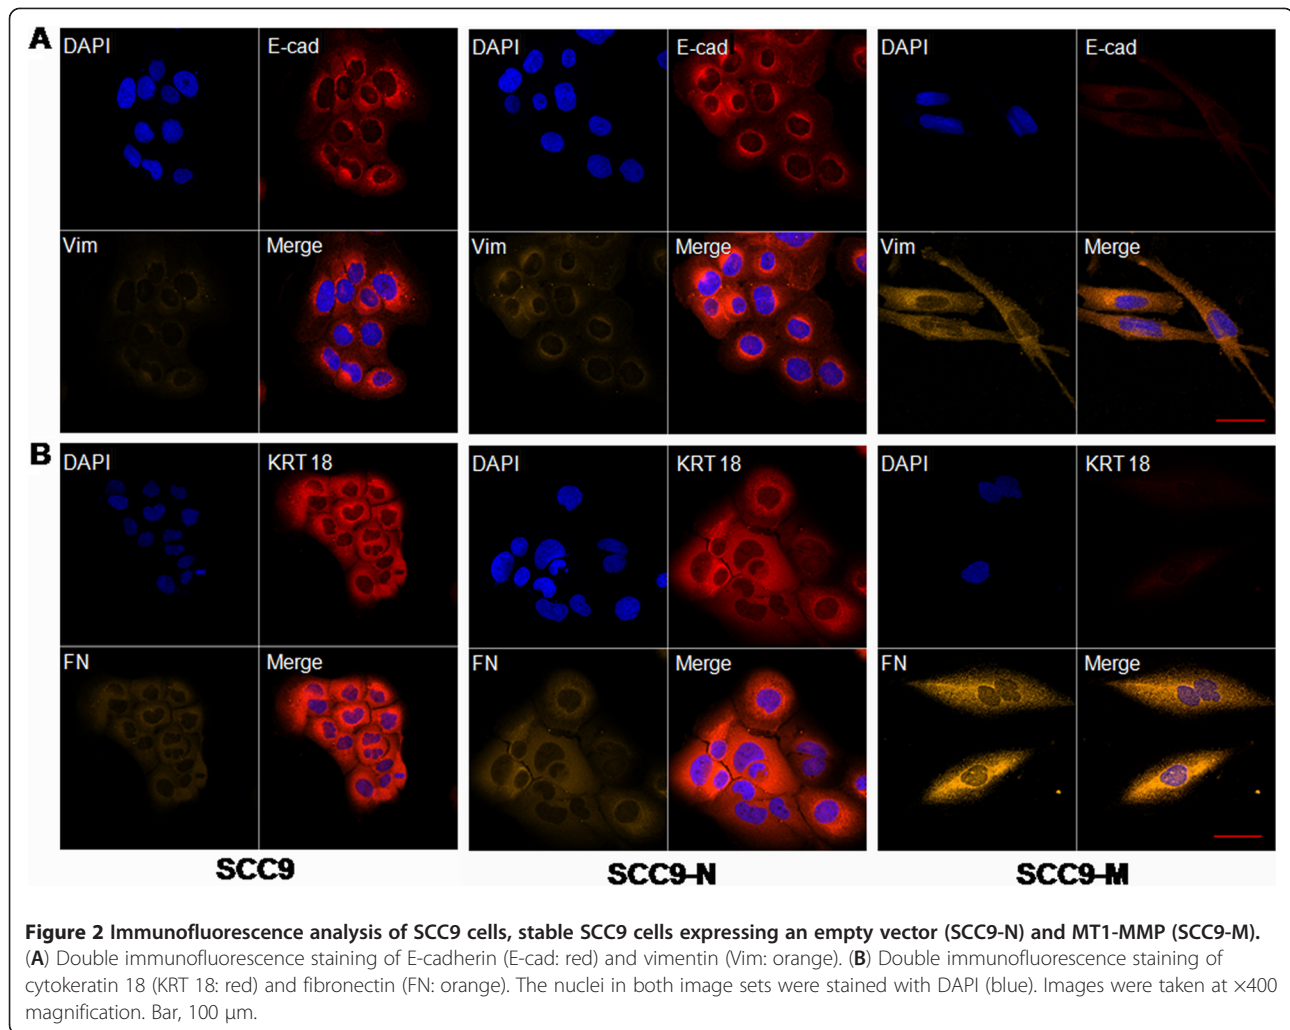 A
DAPI E-cad DAPI E-cad DAPI E-cad
Vim Merge Vim Merge Vim Merge
B
DAPI KRT 18 DAPI KRT 18 DAPI KRT 18
FN Merge FN Merge FN Merge
SCC9 SCC9-N SCC9-M
Figure 2 Immunofluorescence analysis of SCC9 cells, stable SCC9 cells expressing an empty vector (SCC9-N) and MT1-MMP (SCC9-M).
(A) Double immunofluorescence staining of E-cadherin (E-cad: red) and vimentin (Vim: orange). (B) Double immunofluorescence staining of
cytokeratin 18 (KRT 18: red) and fibronectin (FN: orange). The nuclei in both image sets were stained with DAPI (blue). Images were taken at ×400
magnification. Bar, 100 μm.